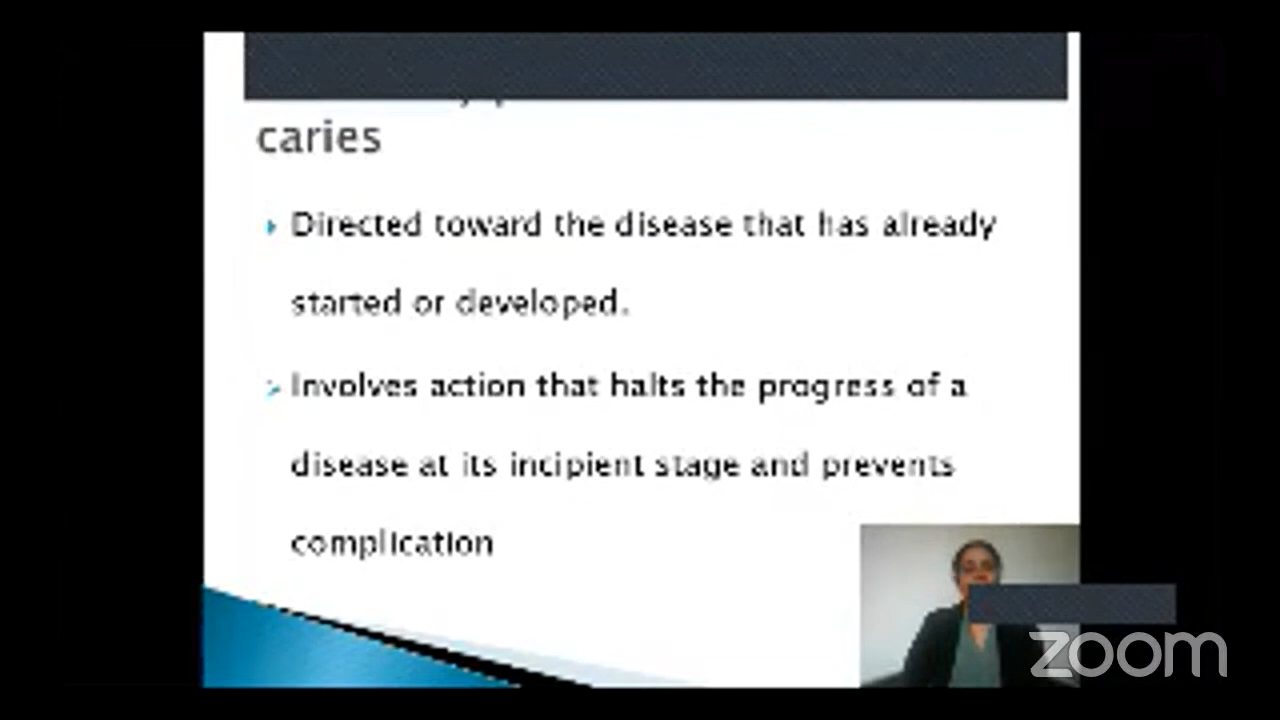 caries
Directed toward the disease that has already
started or developed.
Involves action that halts the progress of a
disease at its incipient stage and prevents
complication
zoom